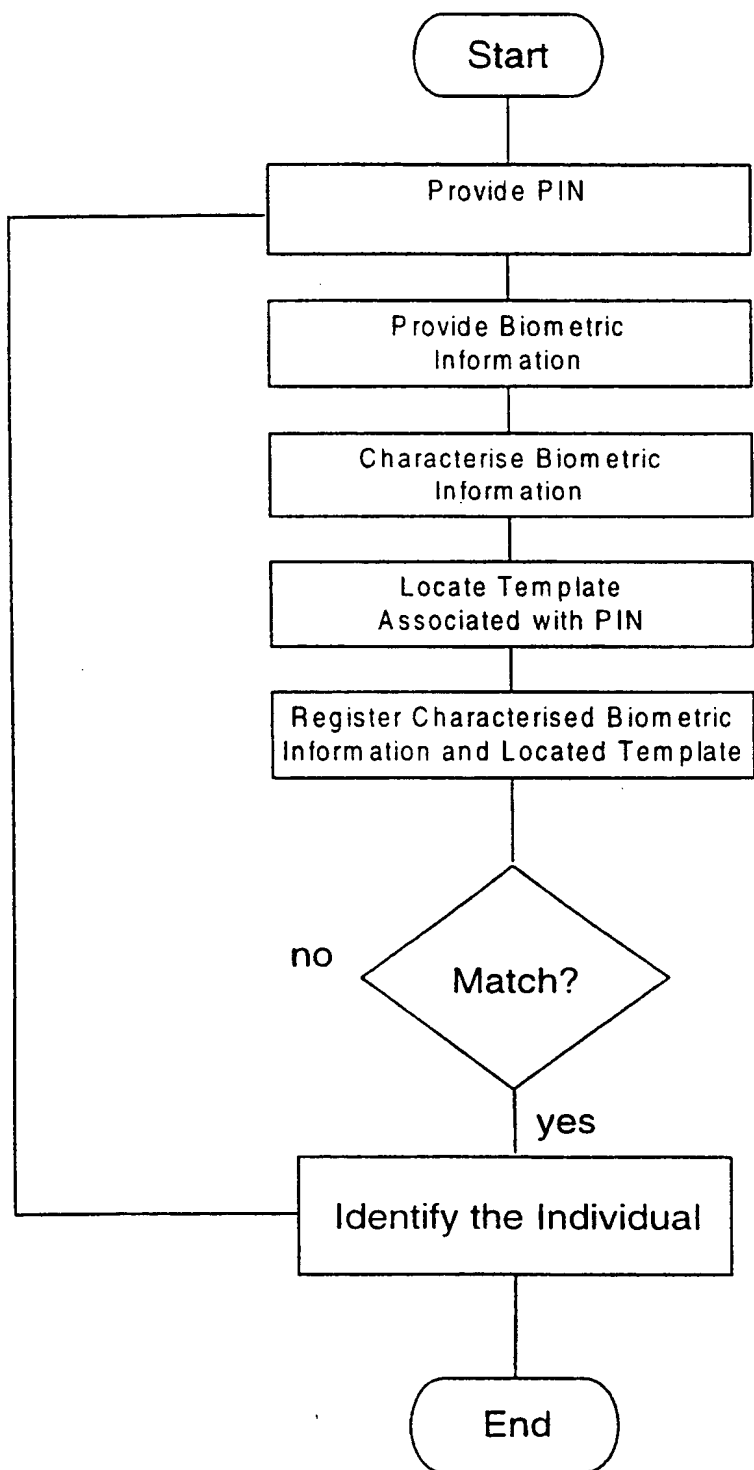 Start
Provide PIN
Provide Biometric
Information
Characterise Biometric
Information
Locate Template
Associated with PIN
Register Characterised Biometric
Information and Located Template
no
Match?
yes
Identify the Individual
End